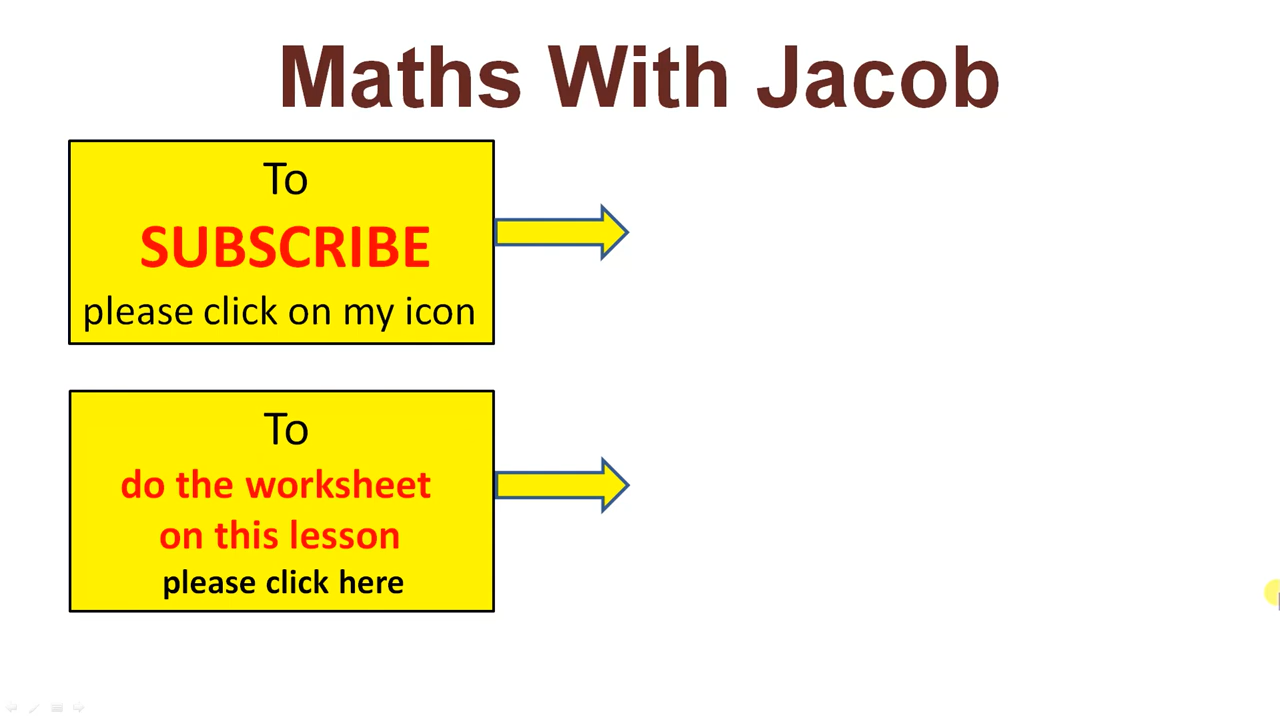 Maths With Jacob
To
SUBSCRIBE
please click on my icon
To
do the worksheet
on this lesson
please click here